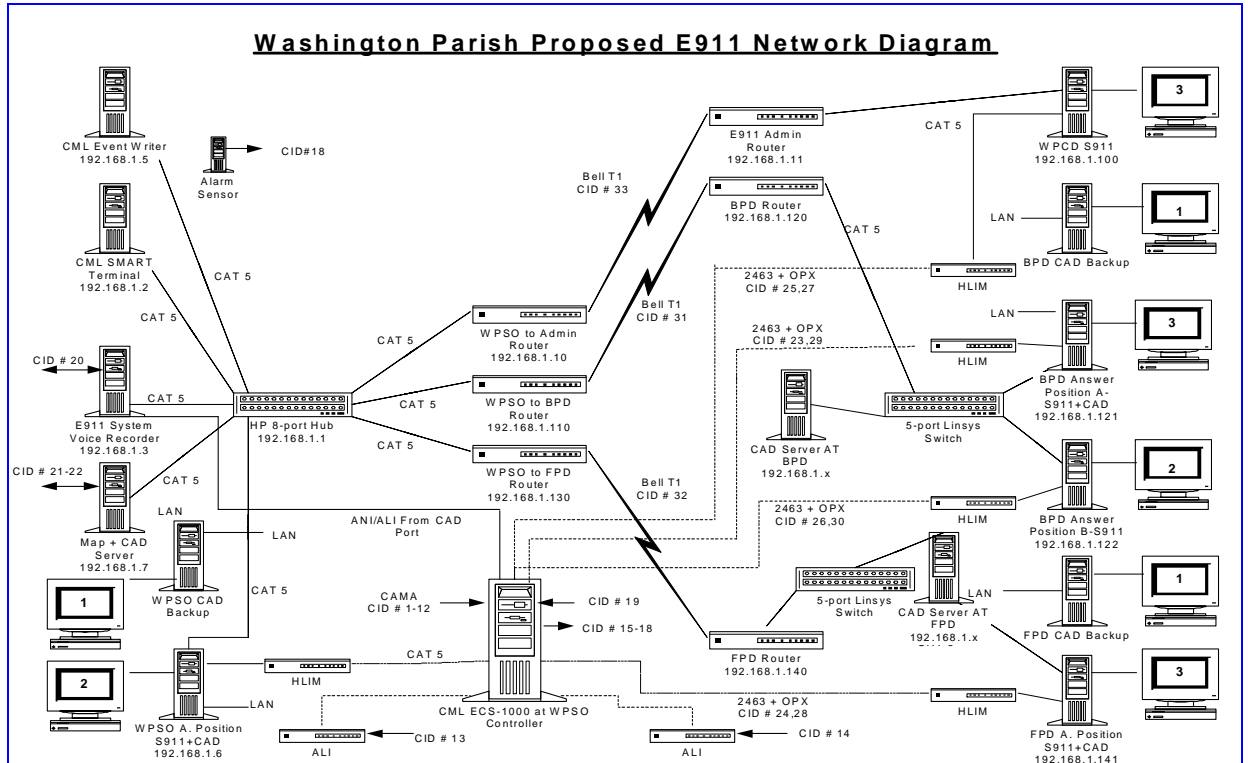 Washington Parish Proposed E911 Network Diagram
CML Event Writer
192.168.1.5
CID#18
Alarm
Sensor
CML SMART
Terminal
192.168.1.2
CAT 5
CAT 5
CID # 20
CAT 5
E911 System
Voice Recorder
192.168.1.3
CID # 21-22
CAT 5
Map + CAD
Server
192.168.1.7
HP 8-port Hub
192.168.1.1
LAN
LAN
WPSO CAD
Backup
CAT 5
1
2
LAN
WPSO A. Position
S911+CAD
192.168.1.6
HLIM
CAT 5
CAT 5
WPSO to Admin
Router
192.168.1.10
CAT 5
WPSO to BPD
Router
192.168.1.110
CAT 5
WPSO to FPD
Router
192.168.1.130
Bell T1
CID # 33
Bell T1
CID # 31
Bell T1
CID # 32
ANI/ALI From CAD
Port
CAMA
CID # 1-12
CID # 19
CID # 15-18
CML ECS-1000 at WPSO
Controller
CID # 13
ALI
CID # 14
ALI
E911 Admin
Router
192.168.1.11
BPD Router
192.168.1.120
CAT 5
CAT 5
2463 + OPX
CID # 25,27
2463 + OPX
CID # 23,29
2463 + OPX
CID # 26,30
2463 + OPX
CID # 24,28
CAD Server AT
BPD
192.168.1.x
5-port Linsys
Switch
5-port Linsys
Switch
FPD Router
192.168.1.140
CAD Server AT
FPD
192.168.1.x
HLIM
HLIM
HLIM
HLIM
WPCD S911
192.168.1.100
3
LAN
BPD CAD Backup
1
LAN
BPD Answer
Position A-
S911+CAD
192.168.1.121
3
BPD Answer
Position B-S911
192.168.1.122
2
LAN
FPD CAD Backup
1
FPD A. Position
S911+CAD
192.168.1.141
3